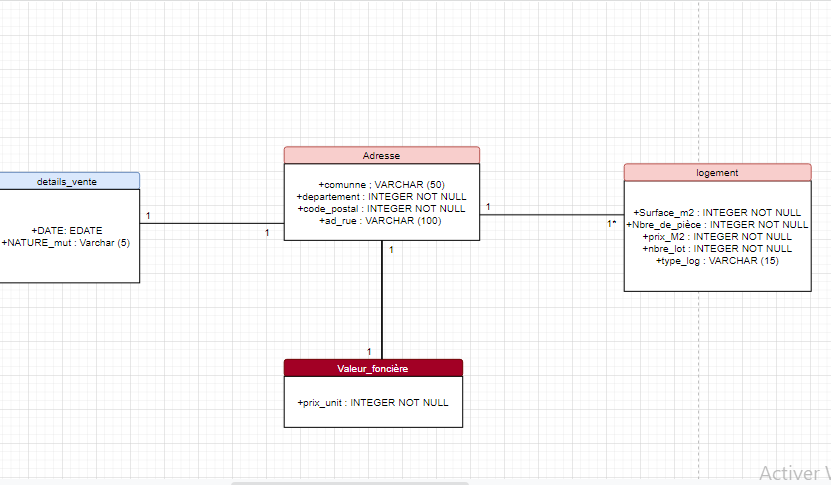 details_vente
+DATE: EDATE
+NATURE_mut : Varchar (5)
1
1
Adresse
+comunne ; VARCHAR (50)
+departement : INTEGER NOT NULL
+code_postal : INTEGER NOT NULL
+ad_rue : VARCHAR (100)
1
1*
logement
+Surface_m2 : INTEGER NOT NULL
+Nbre_de_pièce : INTEGER NOT NULL
+prix_M2 : INTEGER NOT NULL
+nbre_lot : INTEGER NOT NULL
+type_log : VARCHAR (15)
1
1
Valeur_foncière
+prix_unit : INTEGER NOT NULL
Activer